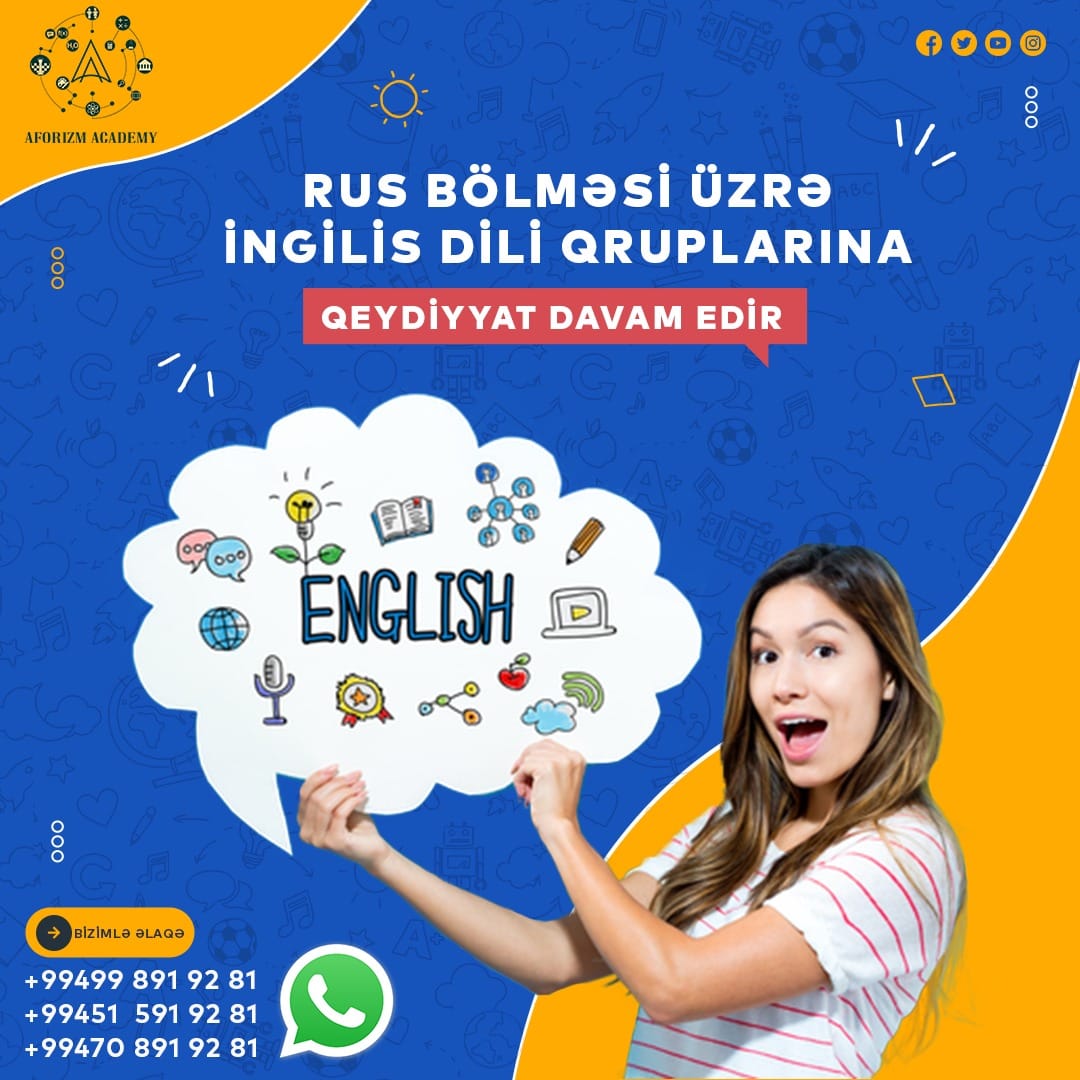 AFORIZM ACADEMY
RUS BÖLMƏSİ ÜZRƏ
İNGİLİS DİLİ QRUPLARINA
QEYDİYYAT DAVAM EDİR
ENGLISH
BİZİMLƏ ƏLAQƏ
+99499 891 92 81
+99451 591 92 81
+99470 891 92 81